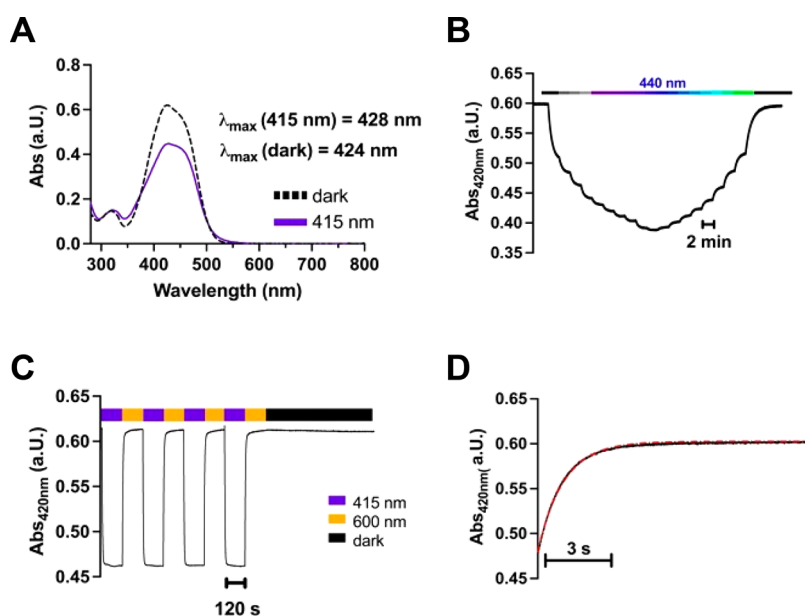 A
0.8
0.6
0.4
0.2
0.0
Abs (a.U.)
λmax (415 nm) = 428 nm
λmax (dark) = 424 nm
dark
415 nm
300 400 500 600 700 800
Wavelength (nm)
B
440 nm
0.65
0.60
0.55
0.50
0.45
0.40
0.35
Abs420nm (a.U.)
2 min
C
0.65
0.60
0.55
0.50
0.45
Abs420nm (a.U.)
415 nm
600 nm
dark
120 s
D
0.65
0.60
0.55
0.50
0.45
Abs420nm( (a.U.)
3 s